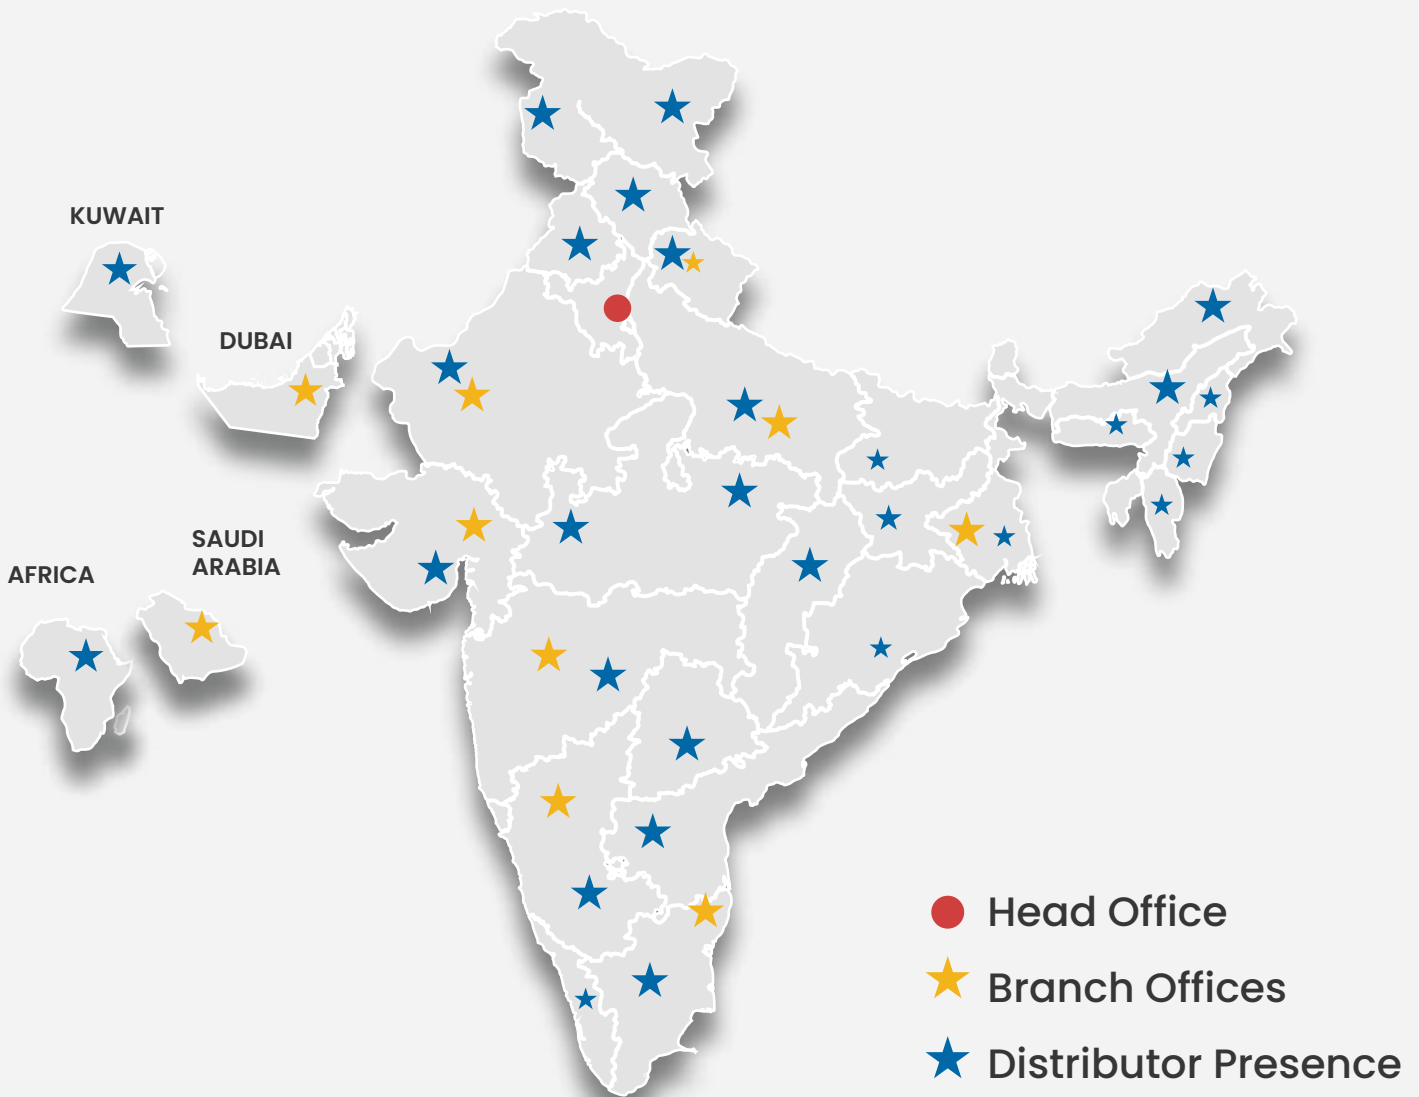 KUWAIT
DUBAI
SAUDI
ARABIA
AFRICA
Head Office
Branch Offices
Distributor Presence